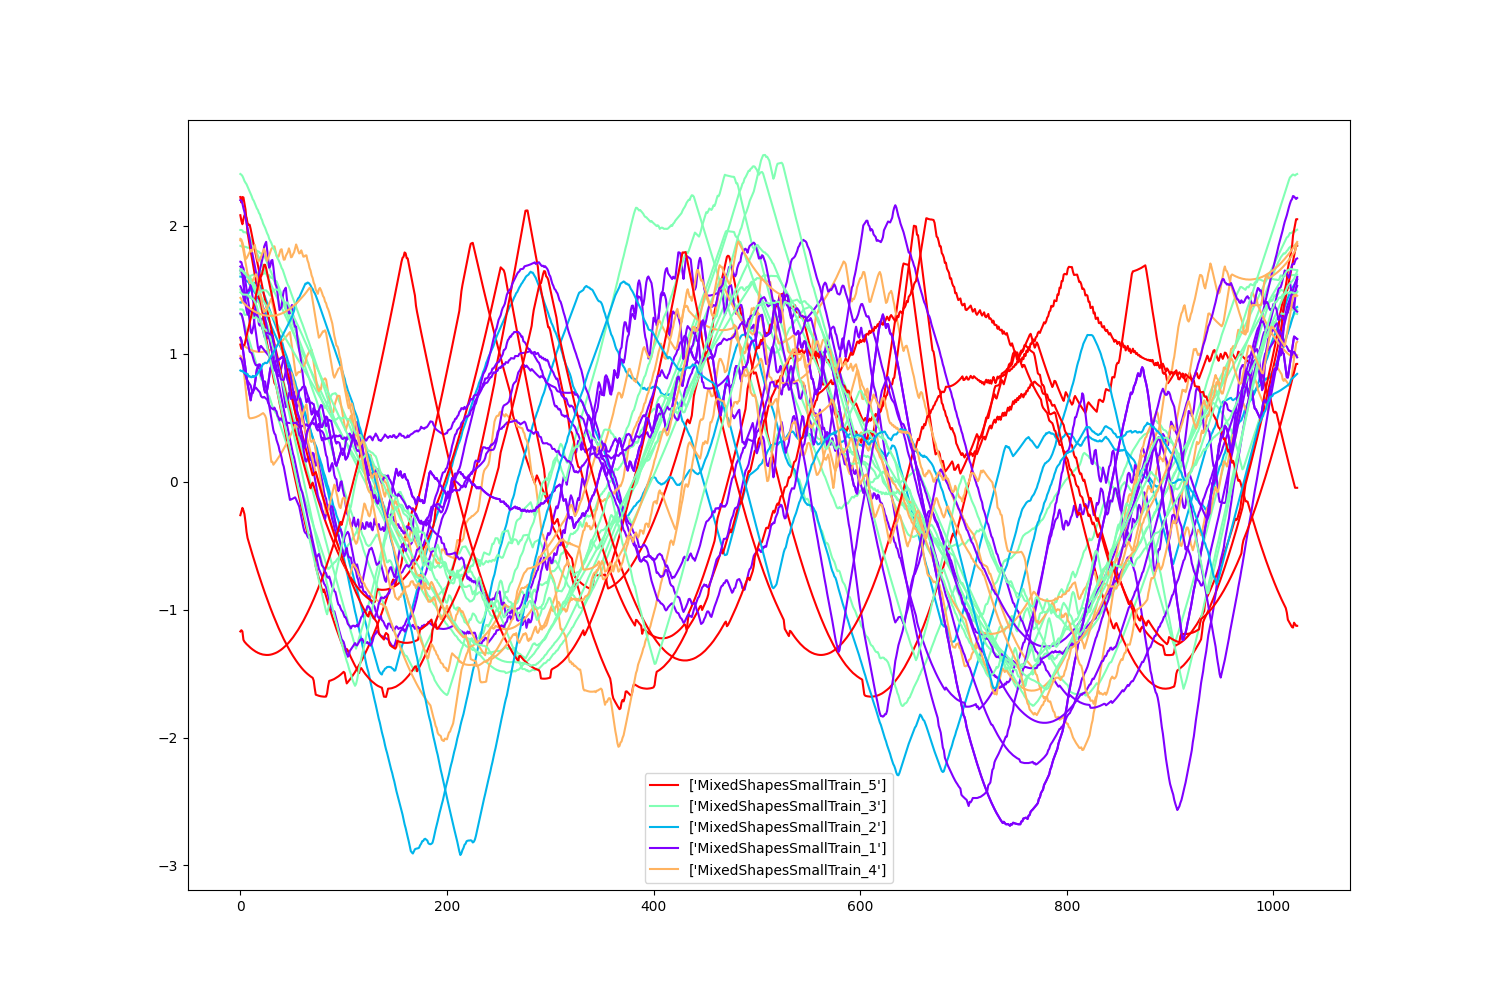 2
1
0
−1
−2
−3
0
200
400
600
800
1000
['MixedShapesSmallTrain_5']
['MixedShapesSmallTrain_3']
['MixedShapesSmallTrain_2']
['MixedShapesSmallTrain_1']
['MixedShapesSmallTrain_4']